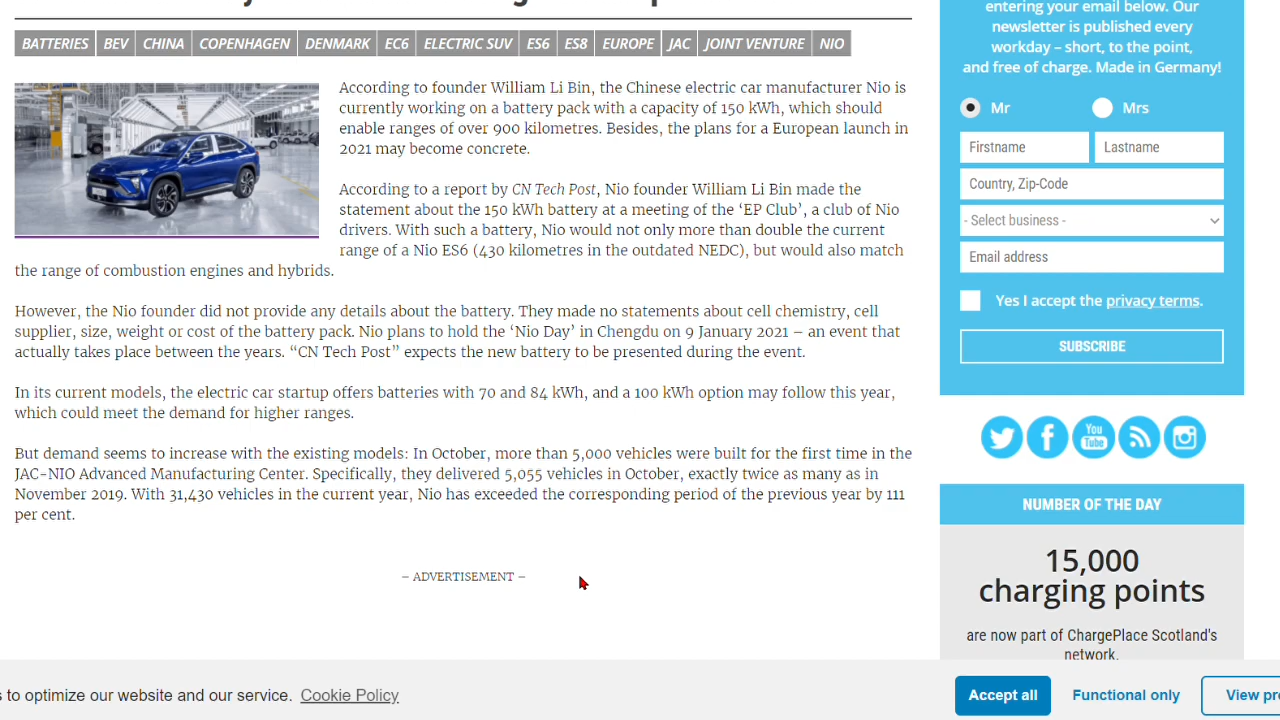 BATTERIES BEV CHINA COPENHAGEN DENMARK EC6 ELECTRIC SUV ES6 ES8 EUROPE JAC JOINT VENTURE NIO
According to founder William Li Bin, the Chinese electric car manufacturer Nio is
currently working on a battery pack with a capacity of 150 kWh, which should
enable ranges of over 900 kilometres. Besides, the plans for a European launch in
2021 may become concrete.
According to a report by CN Tech Post, Nio founder William Li Bin made the
statement about the 150 kWh battery at a meeting of the ‘EP Club’, a club of Nio
drivers. With such a battery, Nio would not only more than double the current
range of a Nio ES6 (430 kilometres in the outdated NEDC), but would also match
the range of combustion engines and hybrids.
However, the Nio founder did not provide any details about the battery. They made no statements about cell chemistry, cell
supplier, size, weight or cost of the battery pack. Nio plans to hold the ‘Nio Day’ in Chengdu on 9 January 2021 – an event that
actually takes place between the years. “CN Tech Post” expects the new battery to be presented during the event.
In its current models, the electric car startup offers batteries with 70 and 84 kWh, and a 100 kWh option may follow this year,
which could meet the demand for higher ranges.
But demand seems to increase with the existing models: In October, more than 5,000 vehicles were built for the first time in the
JAC-NIO Advanced Manufacturing Center. Specifically, they delivered 5,055 vehicles in October, exactly twice as many as in
November 2019. With 31,430 vehicles in the current year, Nio has exceeded the corresponding period of the previous year by 111
per cent.
– ADVERTISEMENT –
entering your email below. Our
newsletter is published every
workday – short, to the point,
and free of charge. Made in Germany!
Mr Mrs
Firstname Lastname
Country, Zip-Code
- Select business -
Email address
Yes I accept the privacy terms.
SUBSCRIBE
You Tube
NUMBER OF THE DAY
15,000
charging points
are now part of ChargePlace Scotland's
network.
s to optimize our website and our service. Cookie Policy
Accept all Functional only View pr